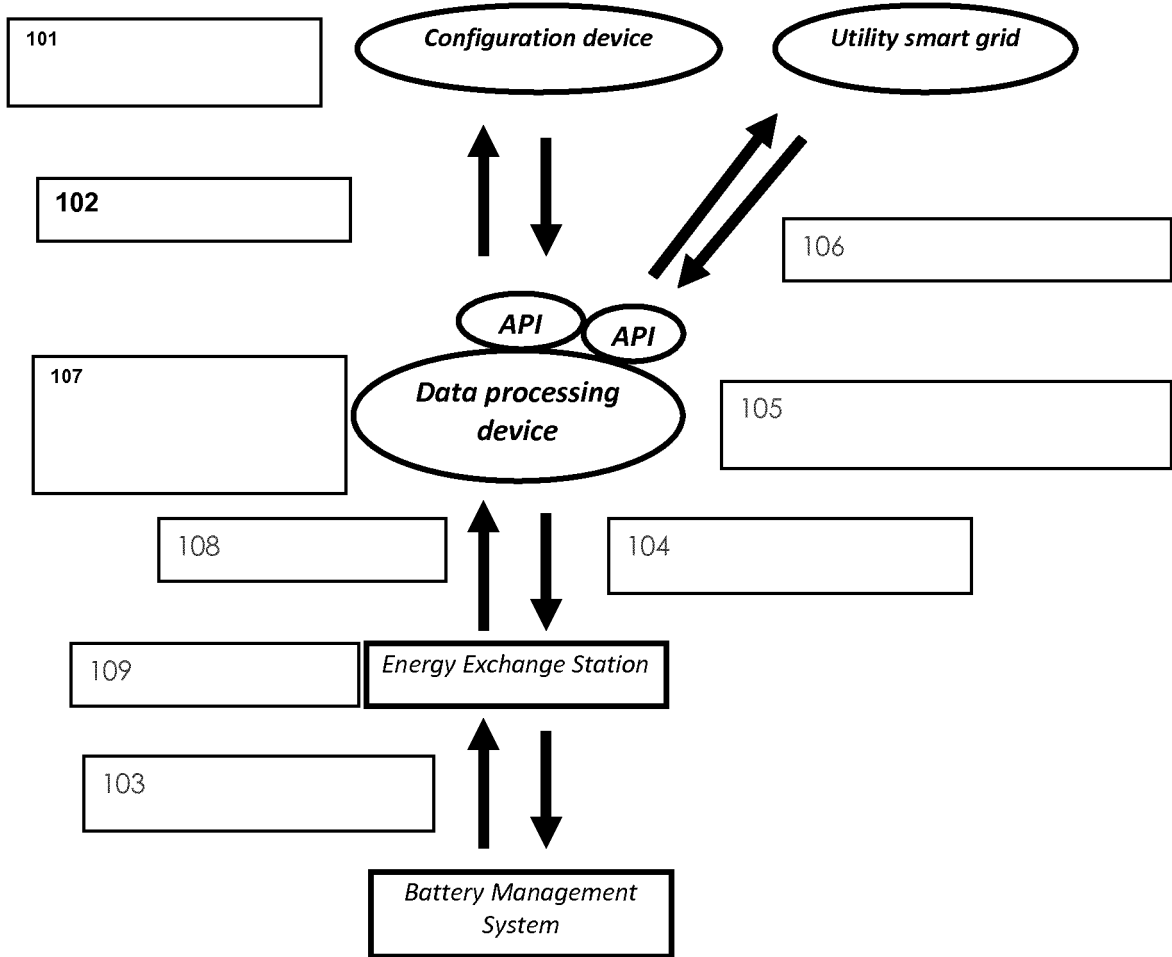 101
Configuration device
Utility smart grid
102
106
API
API
107
Data processing
device
105
108
104
109
Energy Exchange Station
103
Battery Management
System